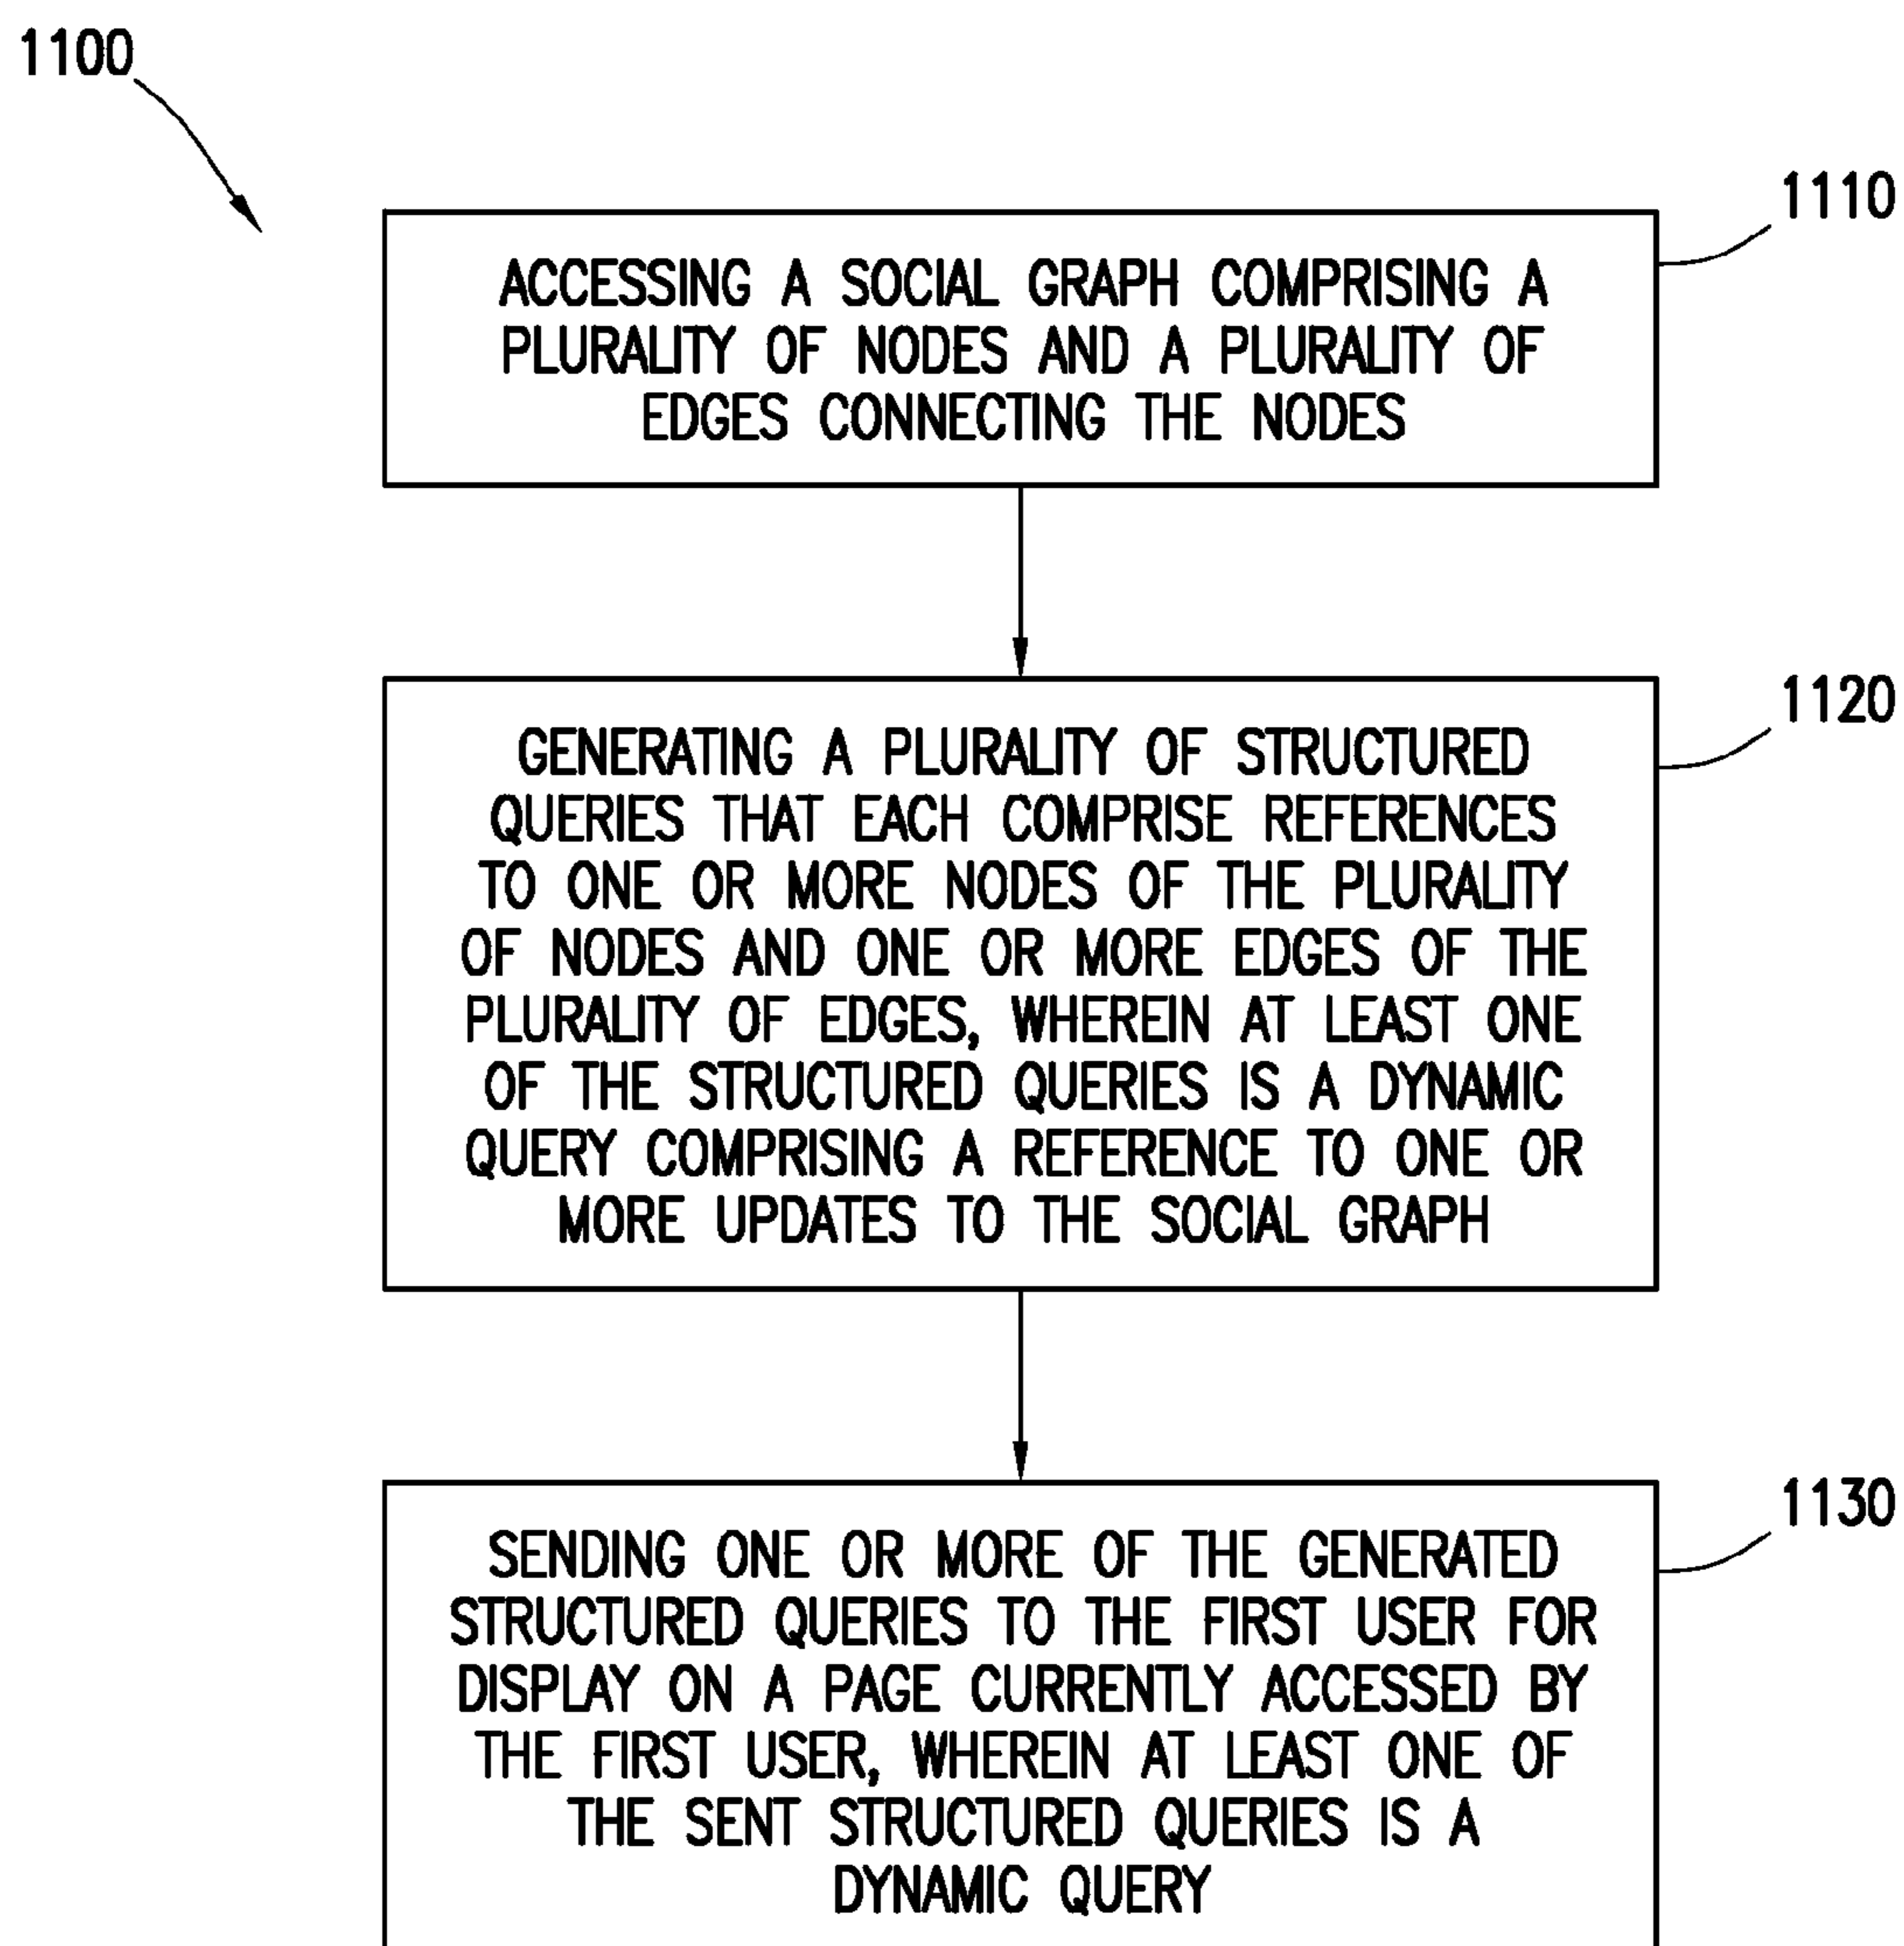 1100
1110
ACCESSING A SOCIAL GRAPH COMPRISING A
PLURALITY OF NODES AND A PLURALITY OF
EDGES CONNECTING THE NODES
1120
GENERATING A PLURALITY OF STRUCTURED
QUERIES THAT EACH COMPRISE REFERENCES
TO ONE OR MORE NODES OF THE PLURALITY
OF NODES AND ONE OR MORE EDGES OF THE
PLURALITY OF EDGES, WHEREIN AT LEAST ONE
OF THE STRUCTURED QUERIES IS A DYNAMIC
QUERY COMPRISING A REFERENCE TO ONE OR
MORE UPDATES TO THE SOCIAL GRAPH
1130
SENDING ONE OR MORE OF THE GENERATED
STRUCTURED QUERIES TO THE FIRST USER FOR
DISPLAY ON A PAGE CURRENTLY ACCESSED BY
THE FIRST USER, WHEREIN AT LEAST ONE OF
THE SENT STRUCTURED QUERIES IS A
DYNAMIC QUERY